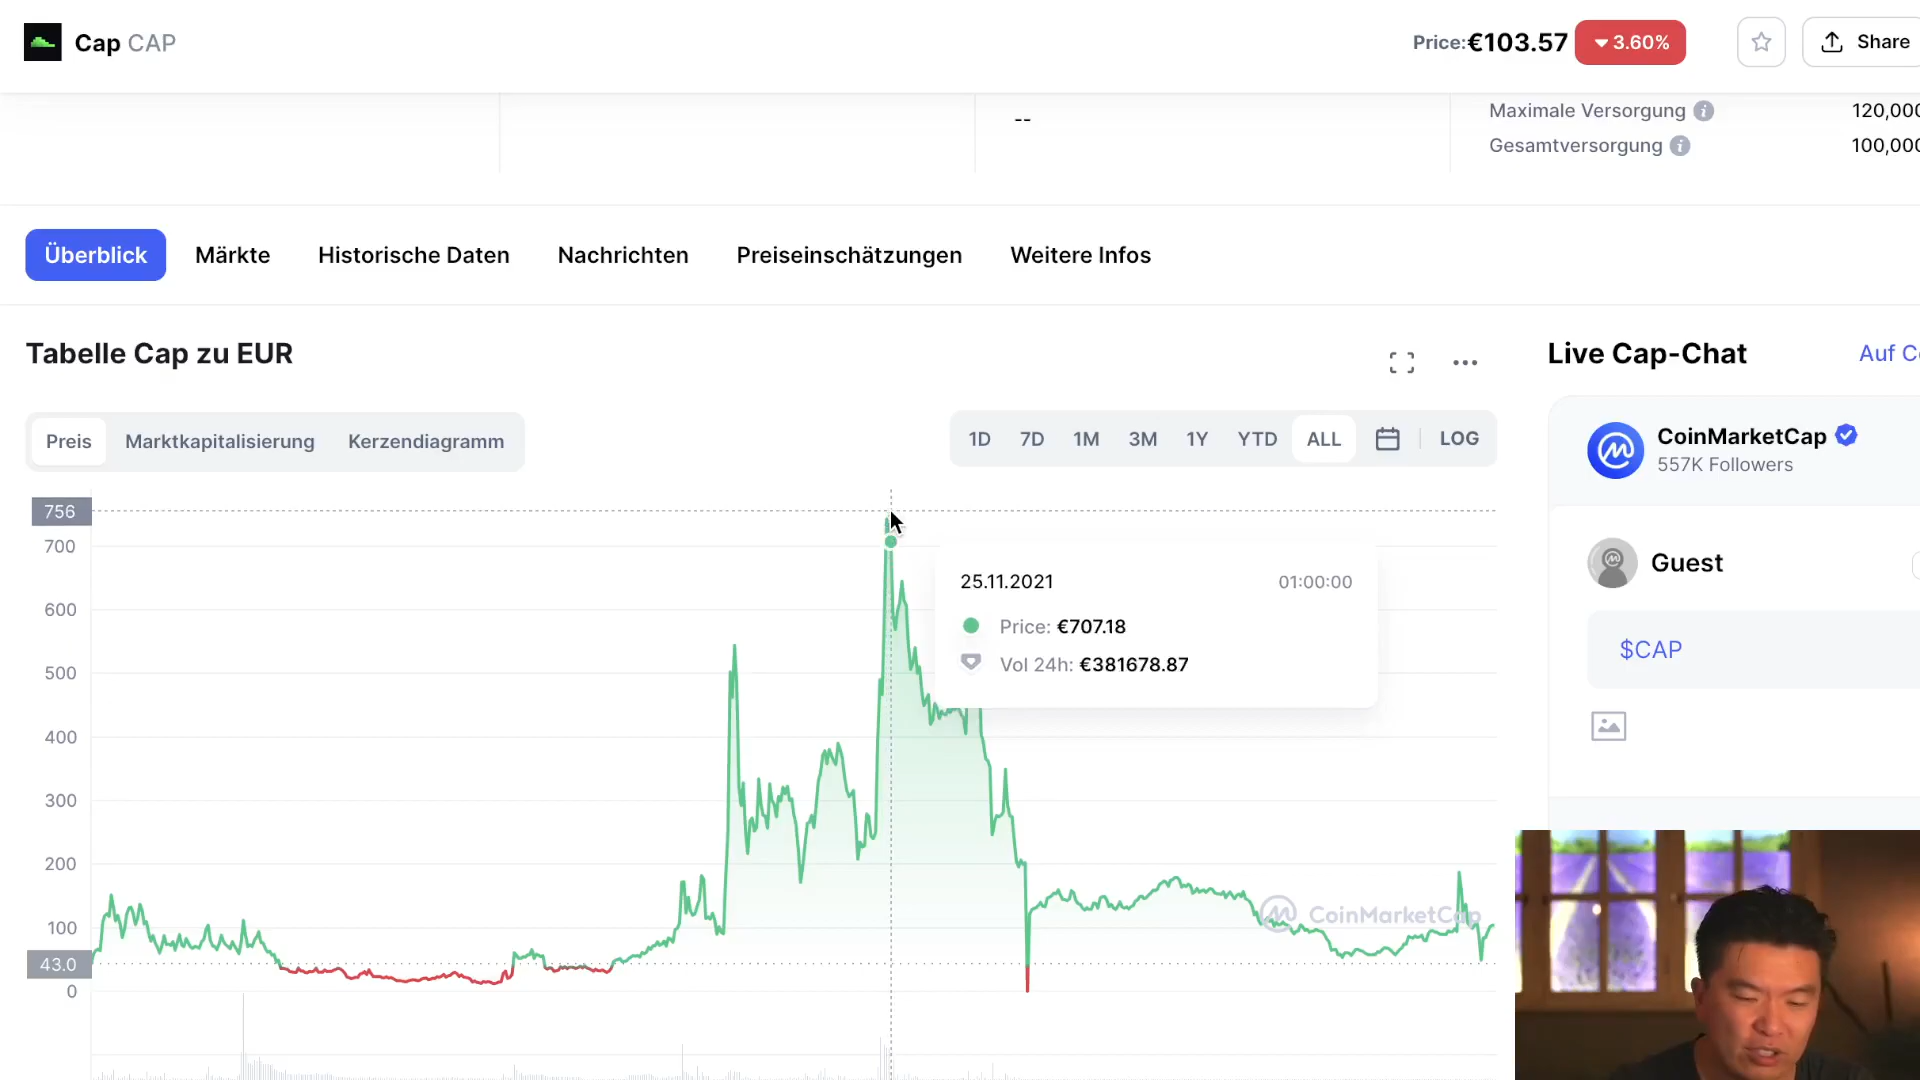 Cap CAP
Price:€103.57 3.60%
Share
--
Maximale Versorgung
120,000
Gesamtversorgung
100,000
Überblick
Märkte
Historische Daten
Nachrichten
Preiseinschätzungen
Weitere Infos
Tabelle Cap zu EUR
Live Cap-Chat
Auf C
Preis
Marktkapitalisierung
Kerzendiagramm
1D
7D
1M
3M
1Y
YTD
ALL
LOG
CoinMarketCap
557K Followers
756
700
600
500
400
300
200
100
43.0
0
25.11.2021 01:00:00
Price: €707.18
Vol 24h: €381678.87
Guest
$CAP
CoinMarketCap